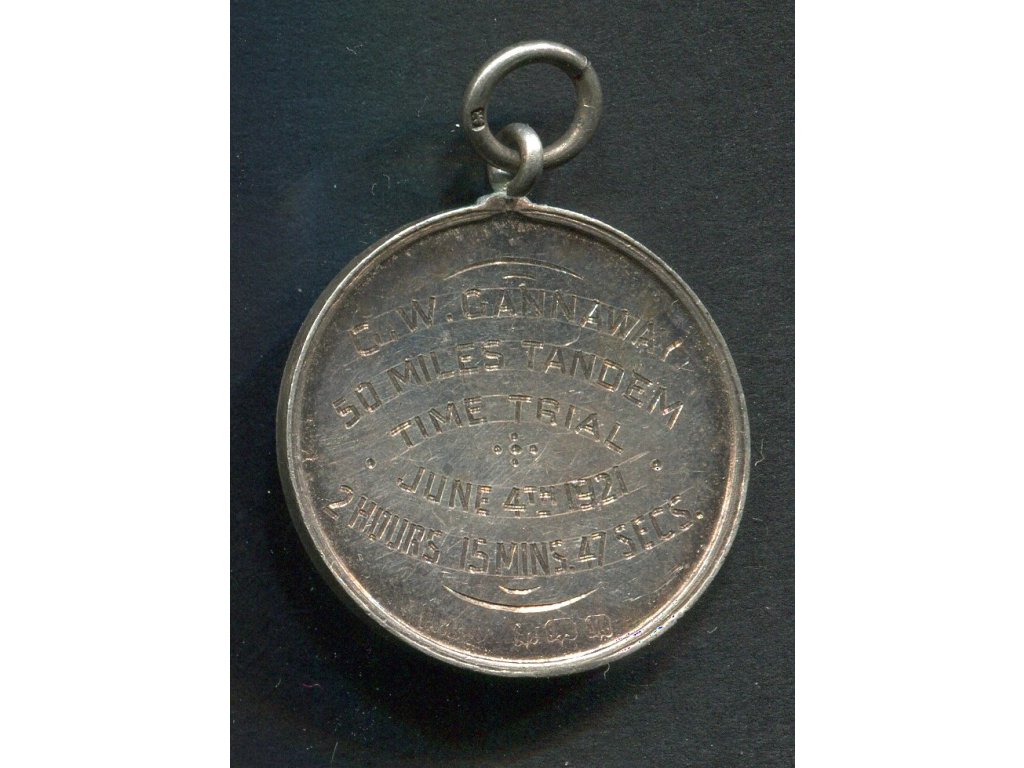 G. W. GANNAWAY
50 MILES TANDEM
TIME TRIAL
JUNE 4TH 1921
2 HOURS 15 MINS. 47 SECS.